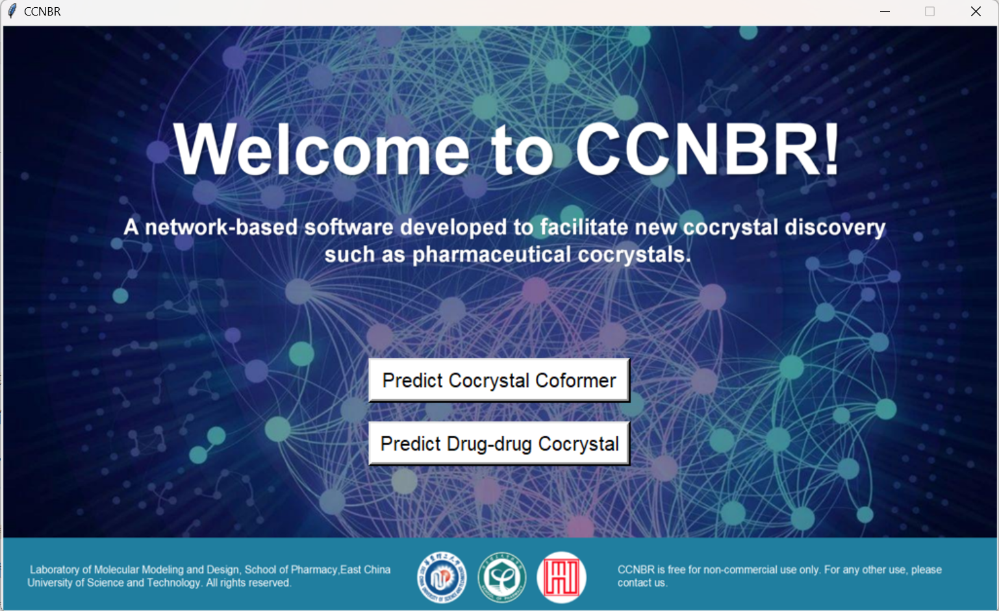 CCNBR
Welcome to CCNBR!
A network-based software developed to facilitate new cocrystal discovery
such as pharmaceutical cocrystals.
Predict Cocrystal Coformer
Predict Drug-drug Cocrystal
Laboratory of Molecular Modeling and Design, School of Pharmacy,East China
University of Science and Technology. All rights reserved.
SCHOOL OF PHARMACY
CCNBR is free for non-commercial use only. For any other use, please
contact us.